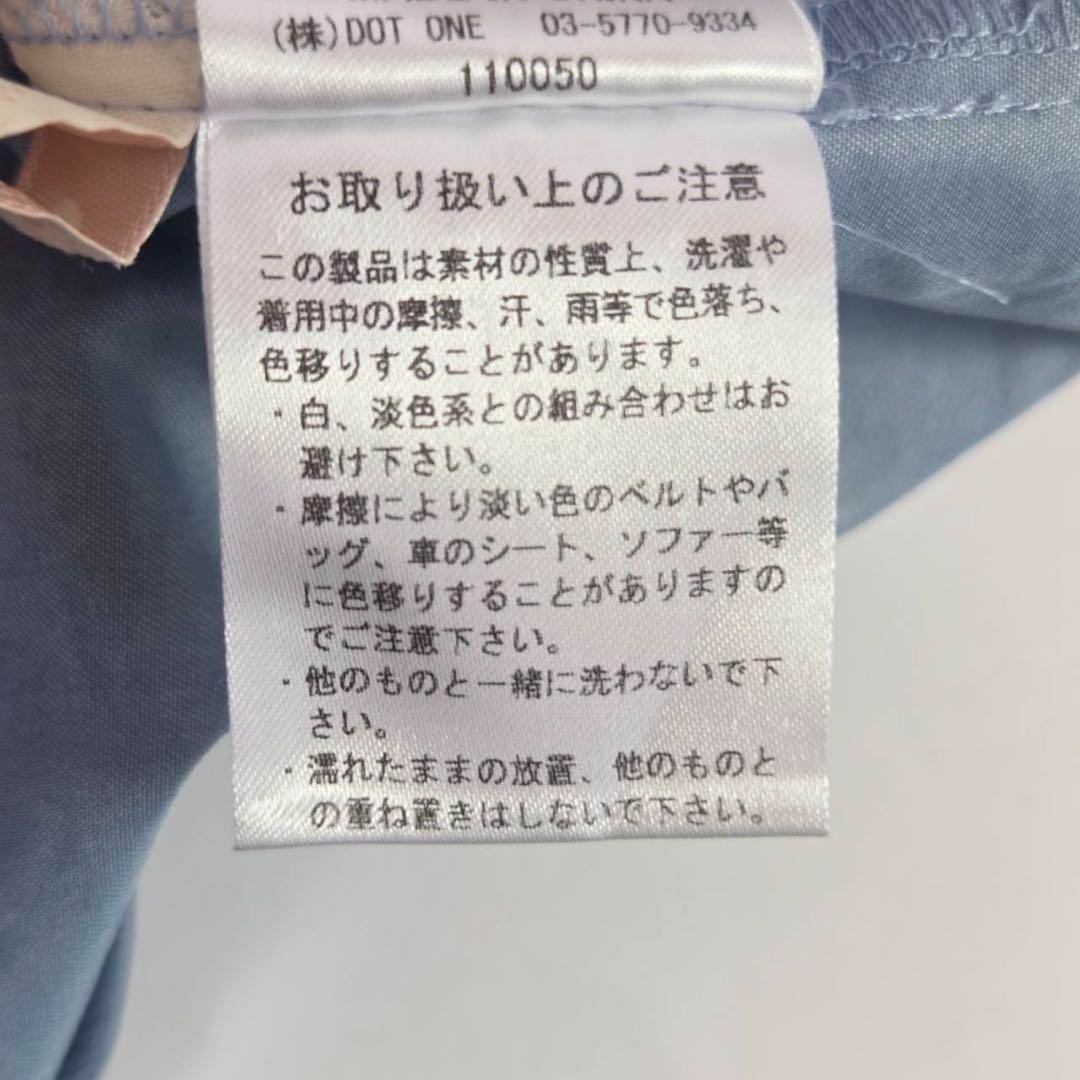 (株)DOT ONE 03-5770-9334
110050
お取り扱い上のご注意
この製品は素材の性質上、洗濯や
着用中の摩擦、汗、雨等で色落ち、
色移りすることがあります。
・白、淡色系との組み合わせはお
避け下さい。
・摩擦により淡い色のベルトやバ
ッグ、車のシート、ソファー等
に色移りすることがありますの
でご注意下さい。
・他のものと一緒に洗わないで下
さい。
・濡れたままの放置、他のものと
の重ね置きはしないで下さい。